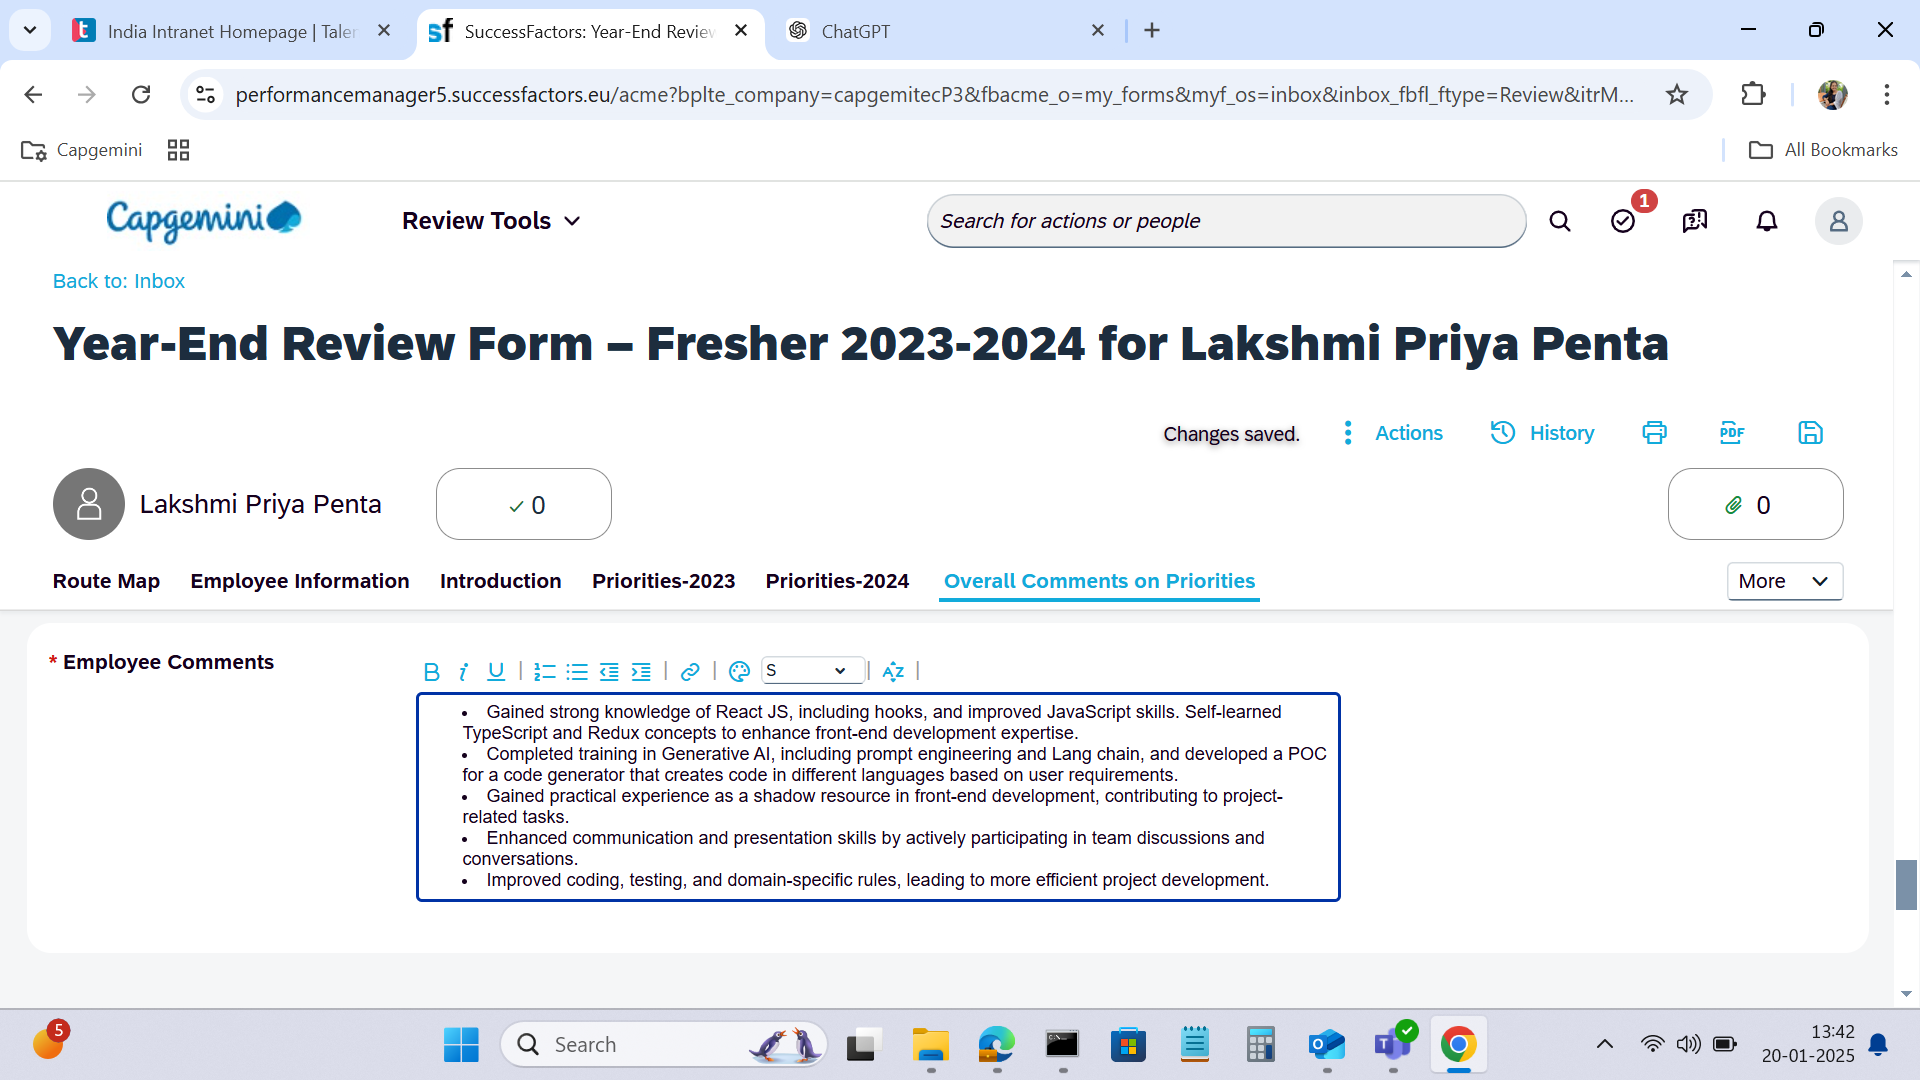 India Intranet Homepage | Taler
SuccessFactors: Year-End Review
ChatGPT
performancemanager5.successfactors.eu/acme?bplte_company=capgemitecP3&fbacme_o=my_forms&myf_os=inbox&inbox_fbfl_ftype=Review&itrM...
Capgemini
All Bookmarks
Capgemini
Review Tools
Search for actions or people
1
Back to: Inbox
Year-End Review Form – Fresher 2023-2024 for Lakshmi Priya Penta
Changes saved.
Actions
History
PDF
Lakshmi Priya Penta
0
0
Route Map
Employee Information
Introduction
Priorities-2023
Priorities-2024
Overall Comments on Priorities
More
* Employee Comments
B i U
S
• Gained strong knowledge of React JS, including hooks, and improved JavaScript skills. Self-learned
TypeScript and Redux concepts to enhance front-end development expertise.
• Completed training in Generative AI, including prompt engineering and Lang chain, and developed a POC
for a code generator that creates code in different languages based on user requirements.
• Gained practical experience as a shadow resource in front-end development, contributing to project-
related tasks.
• Enhanced communication and presentation skills by actively participating in team discussions and
conversations.
• Improved coding, testing, and domain-specific rules, leading to more efficient project development.
5
Search
13:42
20-01-2025